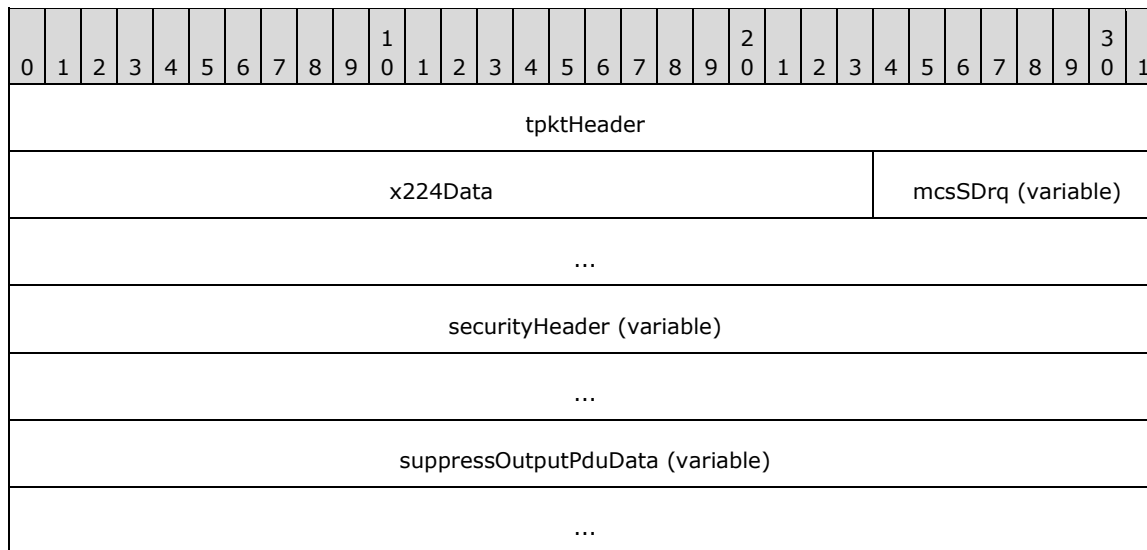 1 2 3
0 1 2 3 4 5 6 7 8 9 0 1 2 3 4 5 6 7 8 9 0 1 2 3 4 5 6 7 8 9 0 1
tpktHeader
x224Data mcsSDrq (variable)
...
securityHeader (variable)
...
suppressOutputPduData (variable)
...